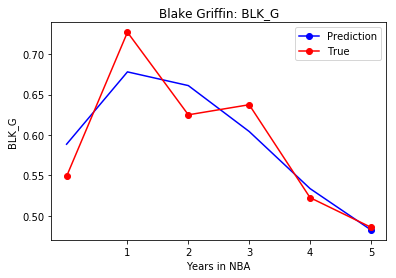 Blake Griffin: BLK_G
Prediction
True
0.70
0.65
0.60
0.55
0.50
BLK_G
1 2 3 4 5
Years in NBA